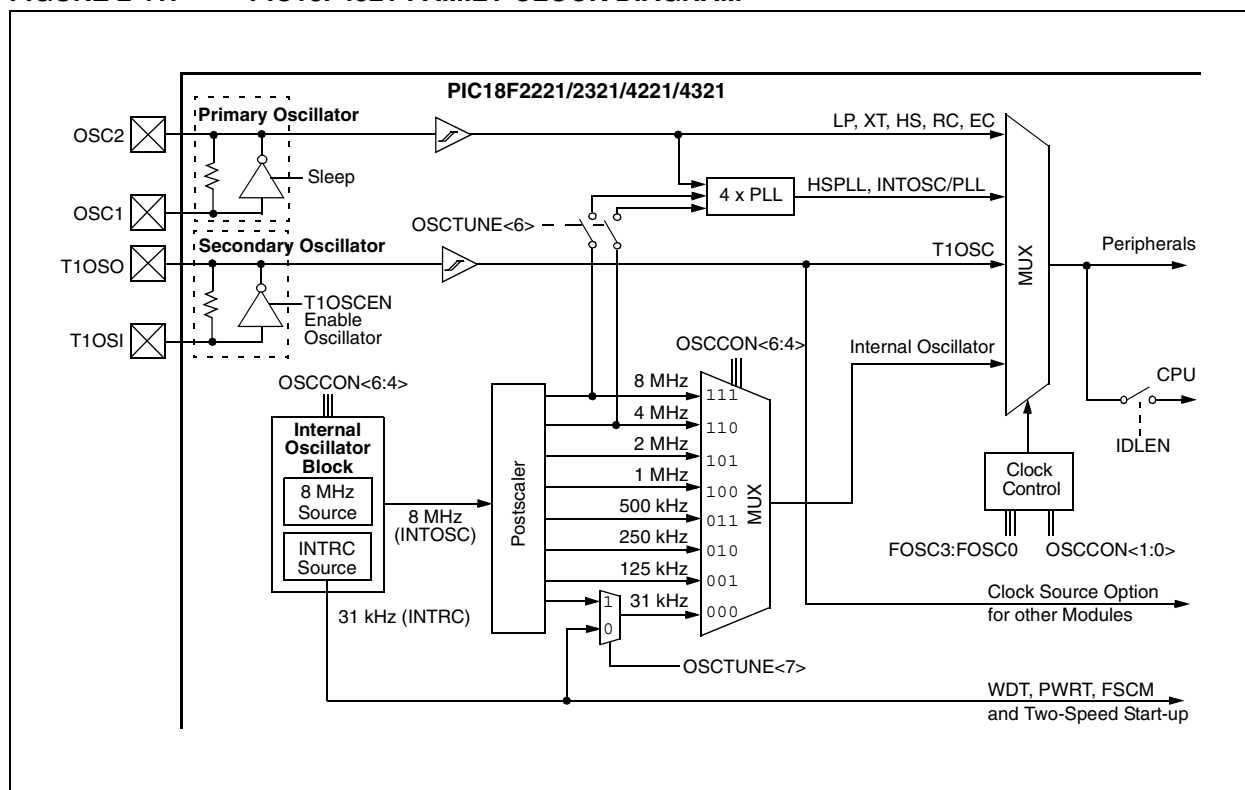 PIC18F2221/2321/4221/4321
Primary Oscillator
LP, XT, HS, RC, EC
OSC2
Sleep
4 x PLL
HSPLL, INTOSC/PLL
OSC1
OSCTUNE<6>
Secondary Oscillator
T1OSC
Peripherals
T1OSO
MUX
T1OSCEN
Enable
Oscillator
T1OSI
OSCCON<6:4>
Internal Oscillator
OSCCON<6:4>
8 MHz
111
CPU
4 MHz
110
IDLEN
Internal
Oscillator
Block
2 MHz
101
8 MHz
Source
1 MHz
100
Clock
Control
8 MHz
(INTOSC)
Postscaler
500 kHz
011
MUX
INTRC
Source
250 kHz
010
FOSC3:FOSC0
OSCCON<1:0>
125 kHz
001
31 kHz (INTRC)
1
0
31 kHz
000
Clock Source Option
for other Modules
OSCTUNE<7>
WDT, PWRT, FSCM
and Two-Speed Start-up